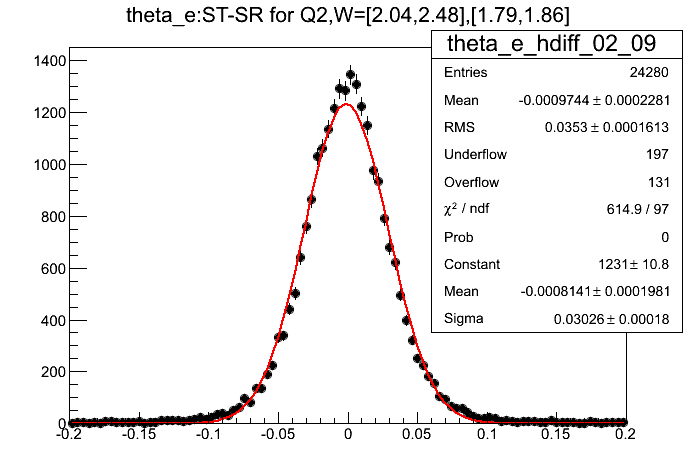 theta_e:ST-SR for Q2,W=[2.04,2.48],[1.79,1.86]
theta_e_hdiff_02_09
Entries 24280
Mean -0.0009744 ± 0.0002281
RMS 0.0353 ± 0.0001613
Underflow 197
Overflow 131
χ² / ndf 614.9 / 97
Prob 0
Constant 1231 ± 10.8
Mean -0.0008141 ± 0.0001981
Sigma 0.03026 ± 0.00018
1400
1200
1000
800
600
400
200
0
-0.2 -0.15 -0.1 -0.05 0 0.05 0.1 0.15 0.2